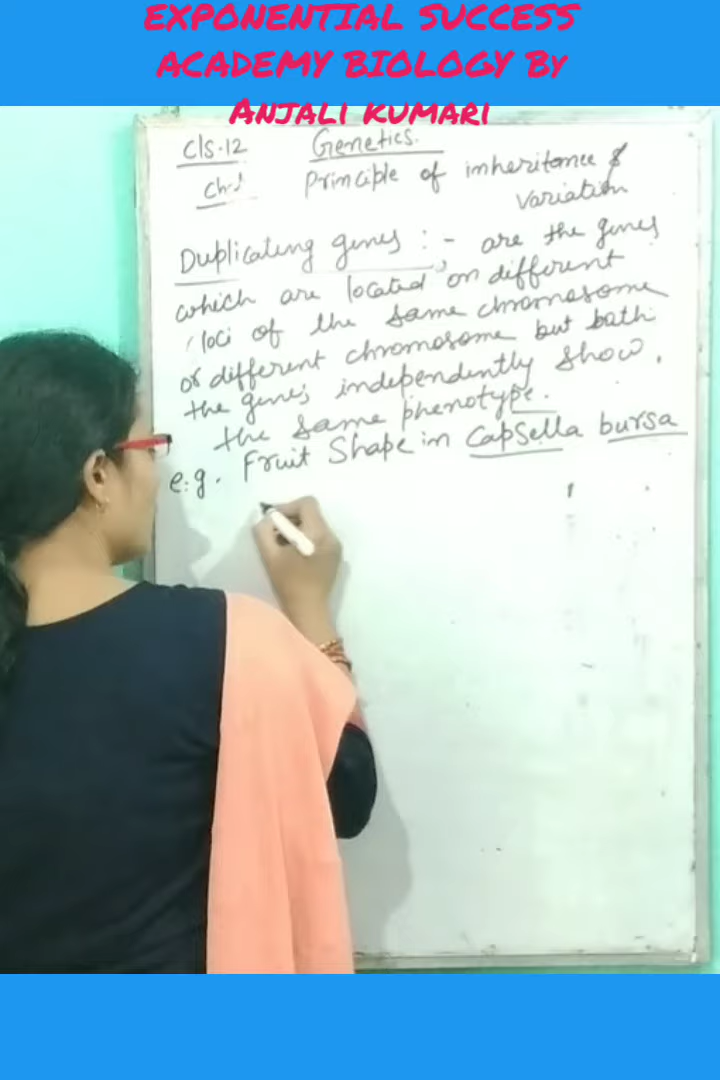 EXPONENTIAL SUCCESS
ACADEMY BIOLOGY By
ANJALI KUMARI
Cls.12 Genetics.
Ch. Principle of inheritance &
variation
Duplicating genes :- are the genes
which are located on different
loci of the same chromosome
or different chromosome but both
the genes independently show
the same phenotype.
e.g. Fruit Shape in Capsella bursa